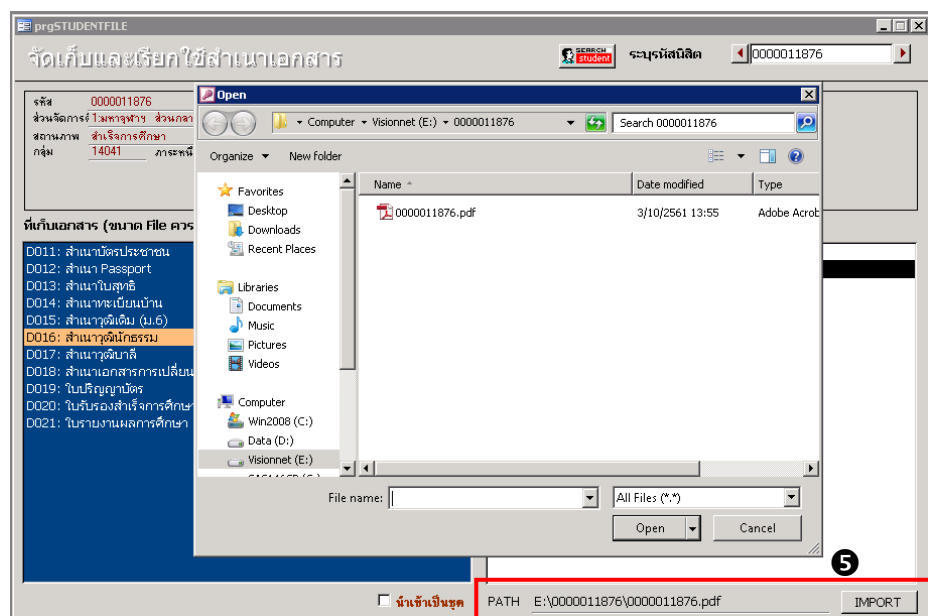 prgSTUDENTFILE
จัดเก็บและเรียกใช้สำเนาเอกสาร
SEARCH student
ระบุรหัสนิสิต
0000011876
รหัส 0000011876
ส่วนจัดการศึ 1:มหาจุฬาฯ ส่วนกลา
สถานภาพ สำเร็จการศึกษา
กลุ่ม 14041 ภาระหนี้
ที่เก็บเอกสาร (ขนาด File ควร
D011: สำเนาบัตรประชาชน
D012: สำเนา Passport
D013: สำเนาใบสุทธิ
D014: สำเนาทะเบียนบ้าน
D015: สำเนาวุฒิเดิม (ม.6)
D016: สำเนาวุฒินักธรรม
D017: สำเนาวุฒิบาลี
D018: สำเนาเอกสารการเปลี่ยน
D019: ใบปริญญาบัตร
D020: ใบรับรองสำเร็จการศึกษา
D021: ใบรายงานผลการศึกษา
Open
Computer Visionnet (E:) 0000011876
Search 0000011876
Organize New folder
Favorites
Desktop
Downloads
Recent Places
Libraries
Documents
Music
Pictures
Videos
Computer
Win2008 (C:)
Data (D:)
Visionnet (E:)
Name Date modified Type
0000011876.pdf 3/10/2561 13:55 Adobe Acrob
File name: All Files (*.*)
Open Cancel
❺
นำเข้าเป็นชุด PATH E:\0000011876\0000011876.pdf IMPORT